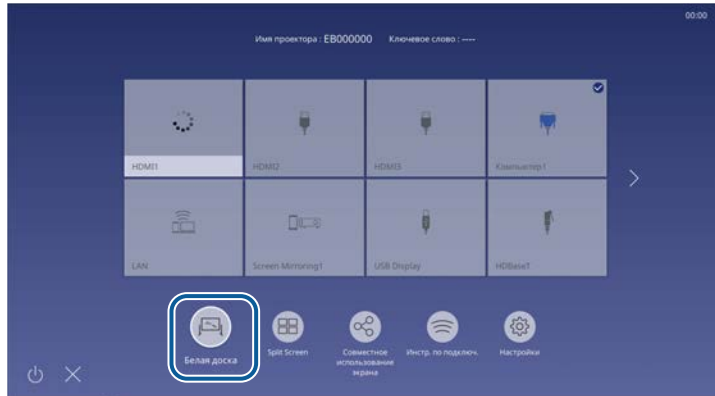 00:00
Имя проектора : EB000000 Ключевое слово : ----
HDMI1 HDMI2 HDMI3 Компьютер1
LAN Screen Mirroring1 USB Display HDBaseT
Белая доска Split Screen Совместное использование экрана Инстр. по подключ. Настройки